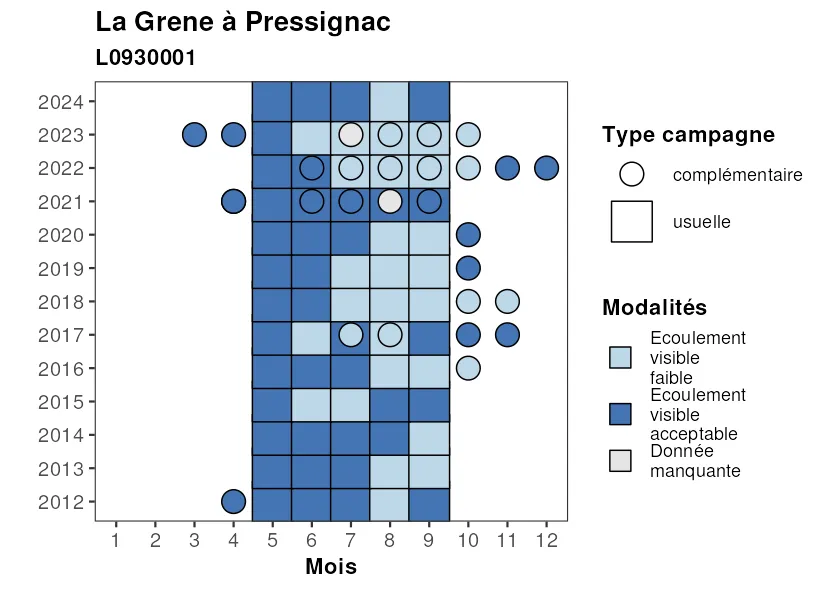 La Grene à Pressignac
L0930001
2024
2023
2022
2021
2020
2019
2018
2017
2016
2015
2014
2013
2012
1 2 3 4 5 6 7 8 9 10 11 12
Mois
Type campagne
complémentaire
usuelle
Modalités
Ecoulement
visible
faible
Ecoulement
visible
acceptable
Donnée
manquante